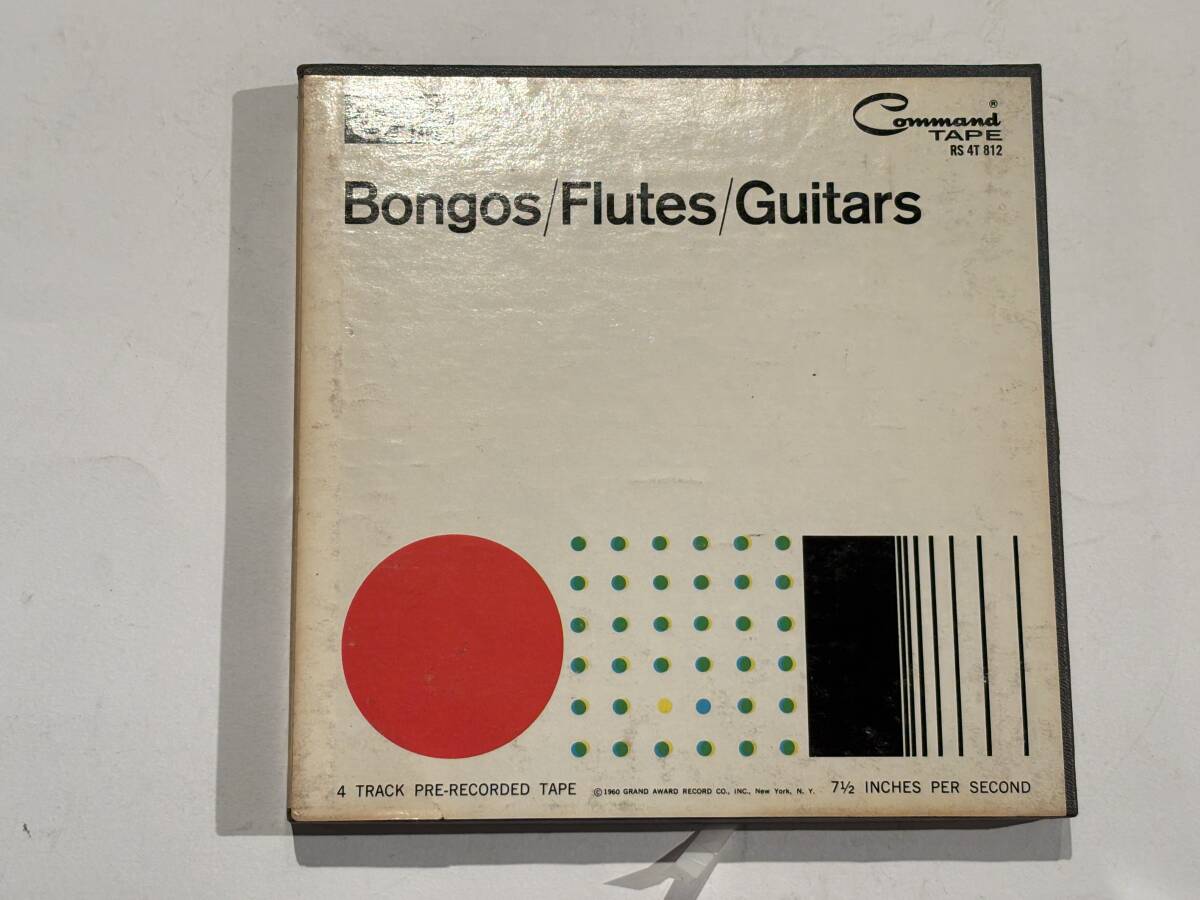 Command®
TAPE
RS 4T 812
Bongos/Flutes/Guitars
4 TRACK PRE-RECORDED TAPE ©1960 GRAND AWARD RECORD CO., INC., New York, N. Y. 7½ INCHES PER SECOND